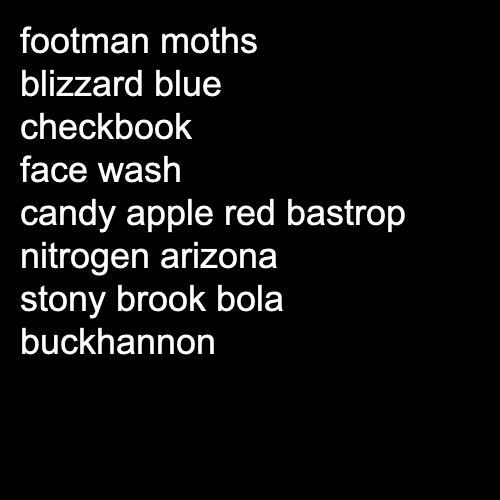 footman moths
blizzard blue
checkbook
face wash
candy apple red bastrop
nitrogen arizona
stony brook bola
buckhannon